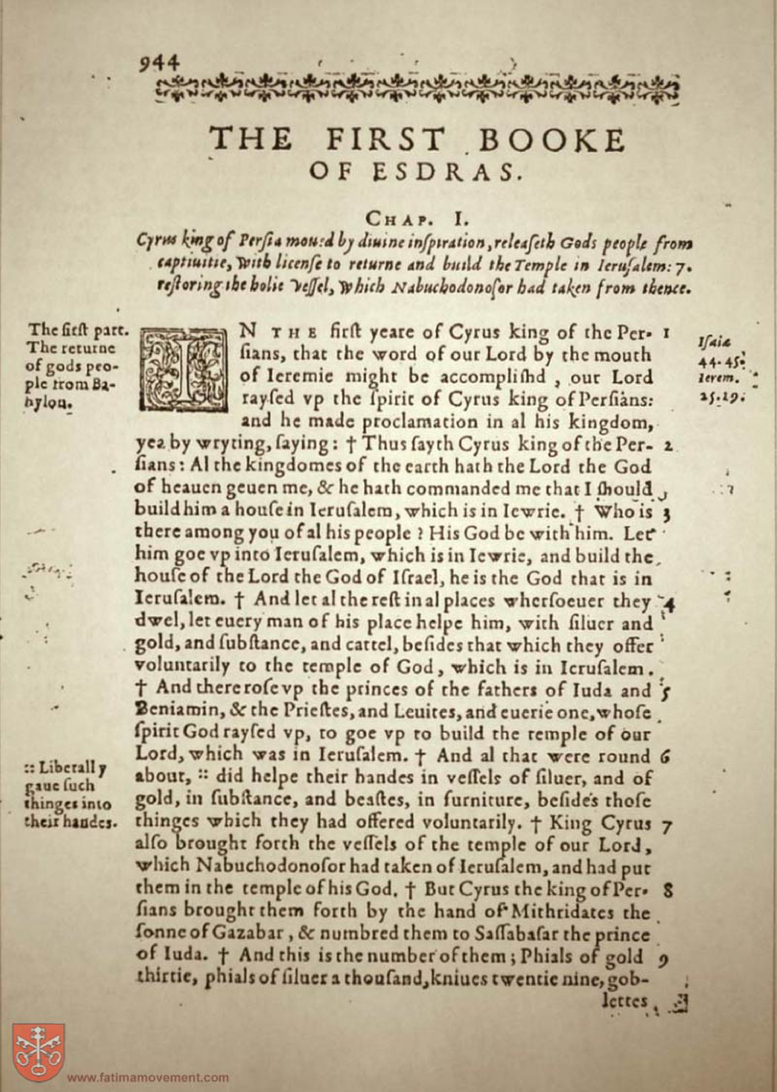 944
THE FIRST BOOKE
OF ESDRAS.
CHAP. I.
Cyrus king of Persia moued by diuine inſpiration, releaſeth Gods people from
captiuitie, with licenſe to returne and build the Temple in Ieruſalem: 7.
reſtoring the holie veſſel, which Nabuchodonoſor had taken from thence.
The firſt part.
The returne
of gods peo-
ple from Ba-
bylon.
IN THE firſt yeare of Cyrus king of the Per- 1
ſians, that the word of our Lord by the mouth
of Ieremie might be accompliſhd, our Lord
rayſed vp the ſpirit of Cyrus king of Perſians:
and he made proclamation in al his kingdom,
Iſaiæ
44.45.
Ierem.
25.29.
yea by wryting, ſaying: † Thus ſayth Cyrus king of the Per- 2
ſians: Al the kingdomes of the earth hath the Lord the God
of heauen geuen me, & he hath commanded me that I ſhould
build him a houſe in Ieruſalem, which is in Iewrie. † Who is 3
there among you of al his people? His God be with him. Let
him goe vp into Ieruſalem, which is in Iewrie, and build the
houſe of the Lord the God of Iſrael, he is the God that is in
Ieruſalem. † And let al the reſt in al places wherſoeuer they 4
dwel, let euery man of his place helpe him, with ſiluer and
gold, and ſubſtance, and cattel, beſides that which they offer
voluntarily to the temple of God, which is in Ieruſalem.
† And there roſe vp the princes of the fathers of Iuda and 5
Beniamin, & the Prieſtes, and Leuites, and euerie one, whoſe
ſpirit God rayſed vp, to goe vp to build the temple of our
Lord, which was in Ieruſalem. † And al that were round 6
about, :: did helpe their handes in veſſels of ſiluer, and of
gold, in ſubſtance, and beaſtes, in furniture, beſides thoſe
thinges which they had offered voluntarily. † King Cyrus 7
:: Liberally
gaue ſuch
thinges into
their handes.
alſo brought forth the veſſels of the temple of our Lord,
which Nabuchodonoſor had taken of Ieruſalem, and had put
them in the temple of his God. † But Cyrus the king of Per- 8
ſians brought them forth by the hand of Mithridates the
ſonne of Gazabar, & numbred them to Saſſabaſar the prince
of Iuda. † And this is the number of them; Phials of gold 9
thirtie, phials of ſiluer a thouſand, kniues twentie nine, gob-
lettes
www.fatimamovement.com